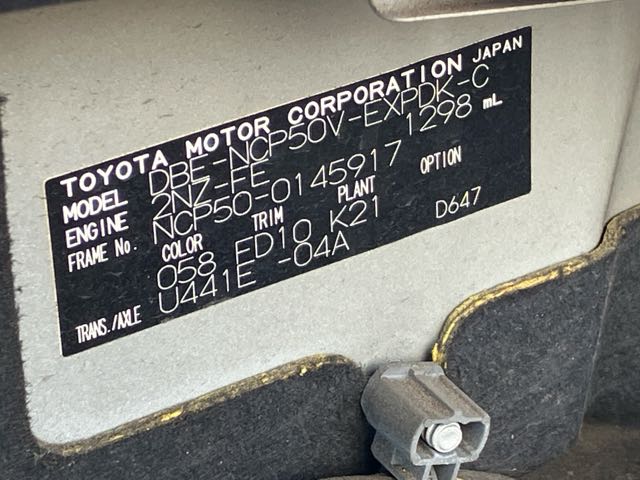 TOYOTA MOTOR CORPORATION JAPAN
MODEL DBE-NCP50V-EXPDK-C
ENGINE 2NZ-FE 1298 mL
FRAME No. NCP50-0145917
COLOR TRIM PLANT OPTION
058 FD10 K21 D647
TRANS./AXLE U441E -04A